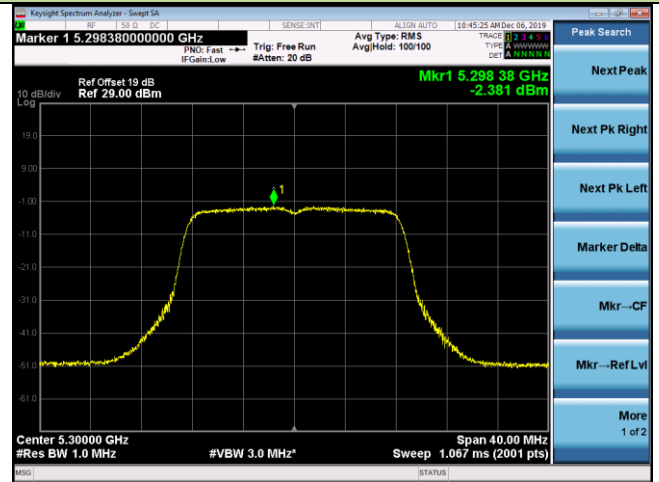 Keysight Spectrum Analyzer - Swept SA
RF 50 Ω DC SENSE:INT ALIGN AUTO 10:45:25 AM Dec 06, 2019
Marker 1 5.298380000000 GHz
PNO: Fast
IFGain:Low
Trig: Free Run
#Atten: 20 dB
Avg Type: RMS
Avg|Hold: 100/100
TRACE 1 2 3 4 5 6
TYPE A WWWWW
DET A N N N N N
Ref Offset 19 dB
10 dB/div Ref 29.00 dBm
Log
Mkr1 5.298 38 GHz
-2.381 dBm
19.0
9.00
-1.00
-11.0
-21.0
-31.0
-41.0
-51.0
-61.0
1
Center 5.30000 GHz Span 40.00 MHz
#Res BW 1.0 MHz #VBW 3.0 MHz* Sweep 1.067 ms (2001 pts)
MSG STATUS
Peak Search
Next Peak
Next Pk Right
Next Pk Left
Marker Delta
Mkr→CF
Mkr→Ref Lvl
More
1 of 2